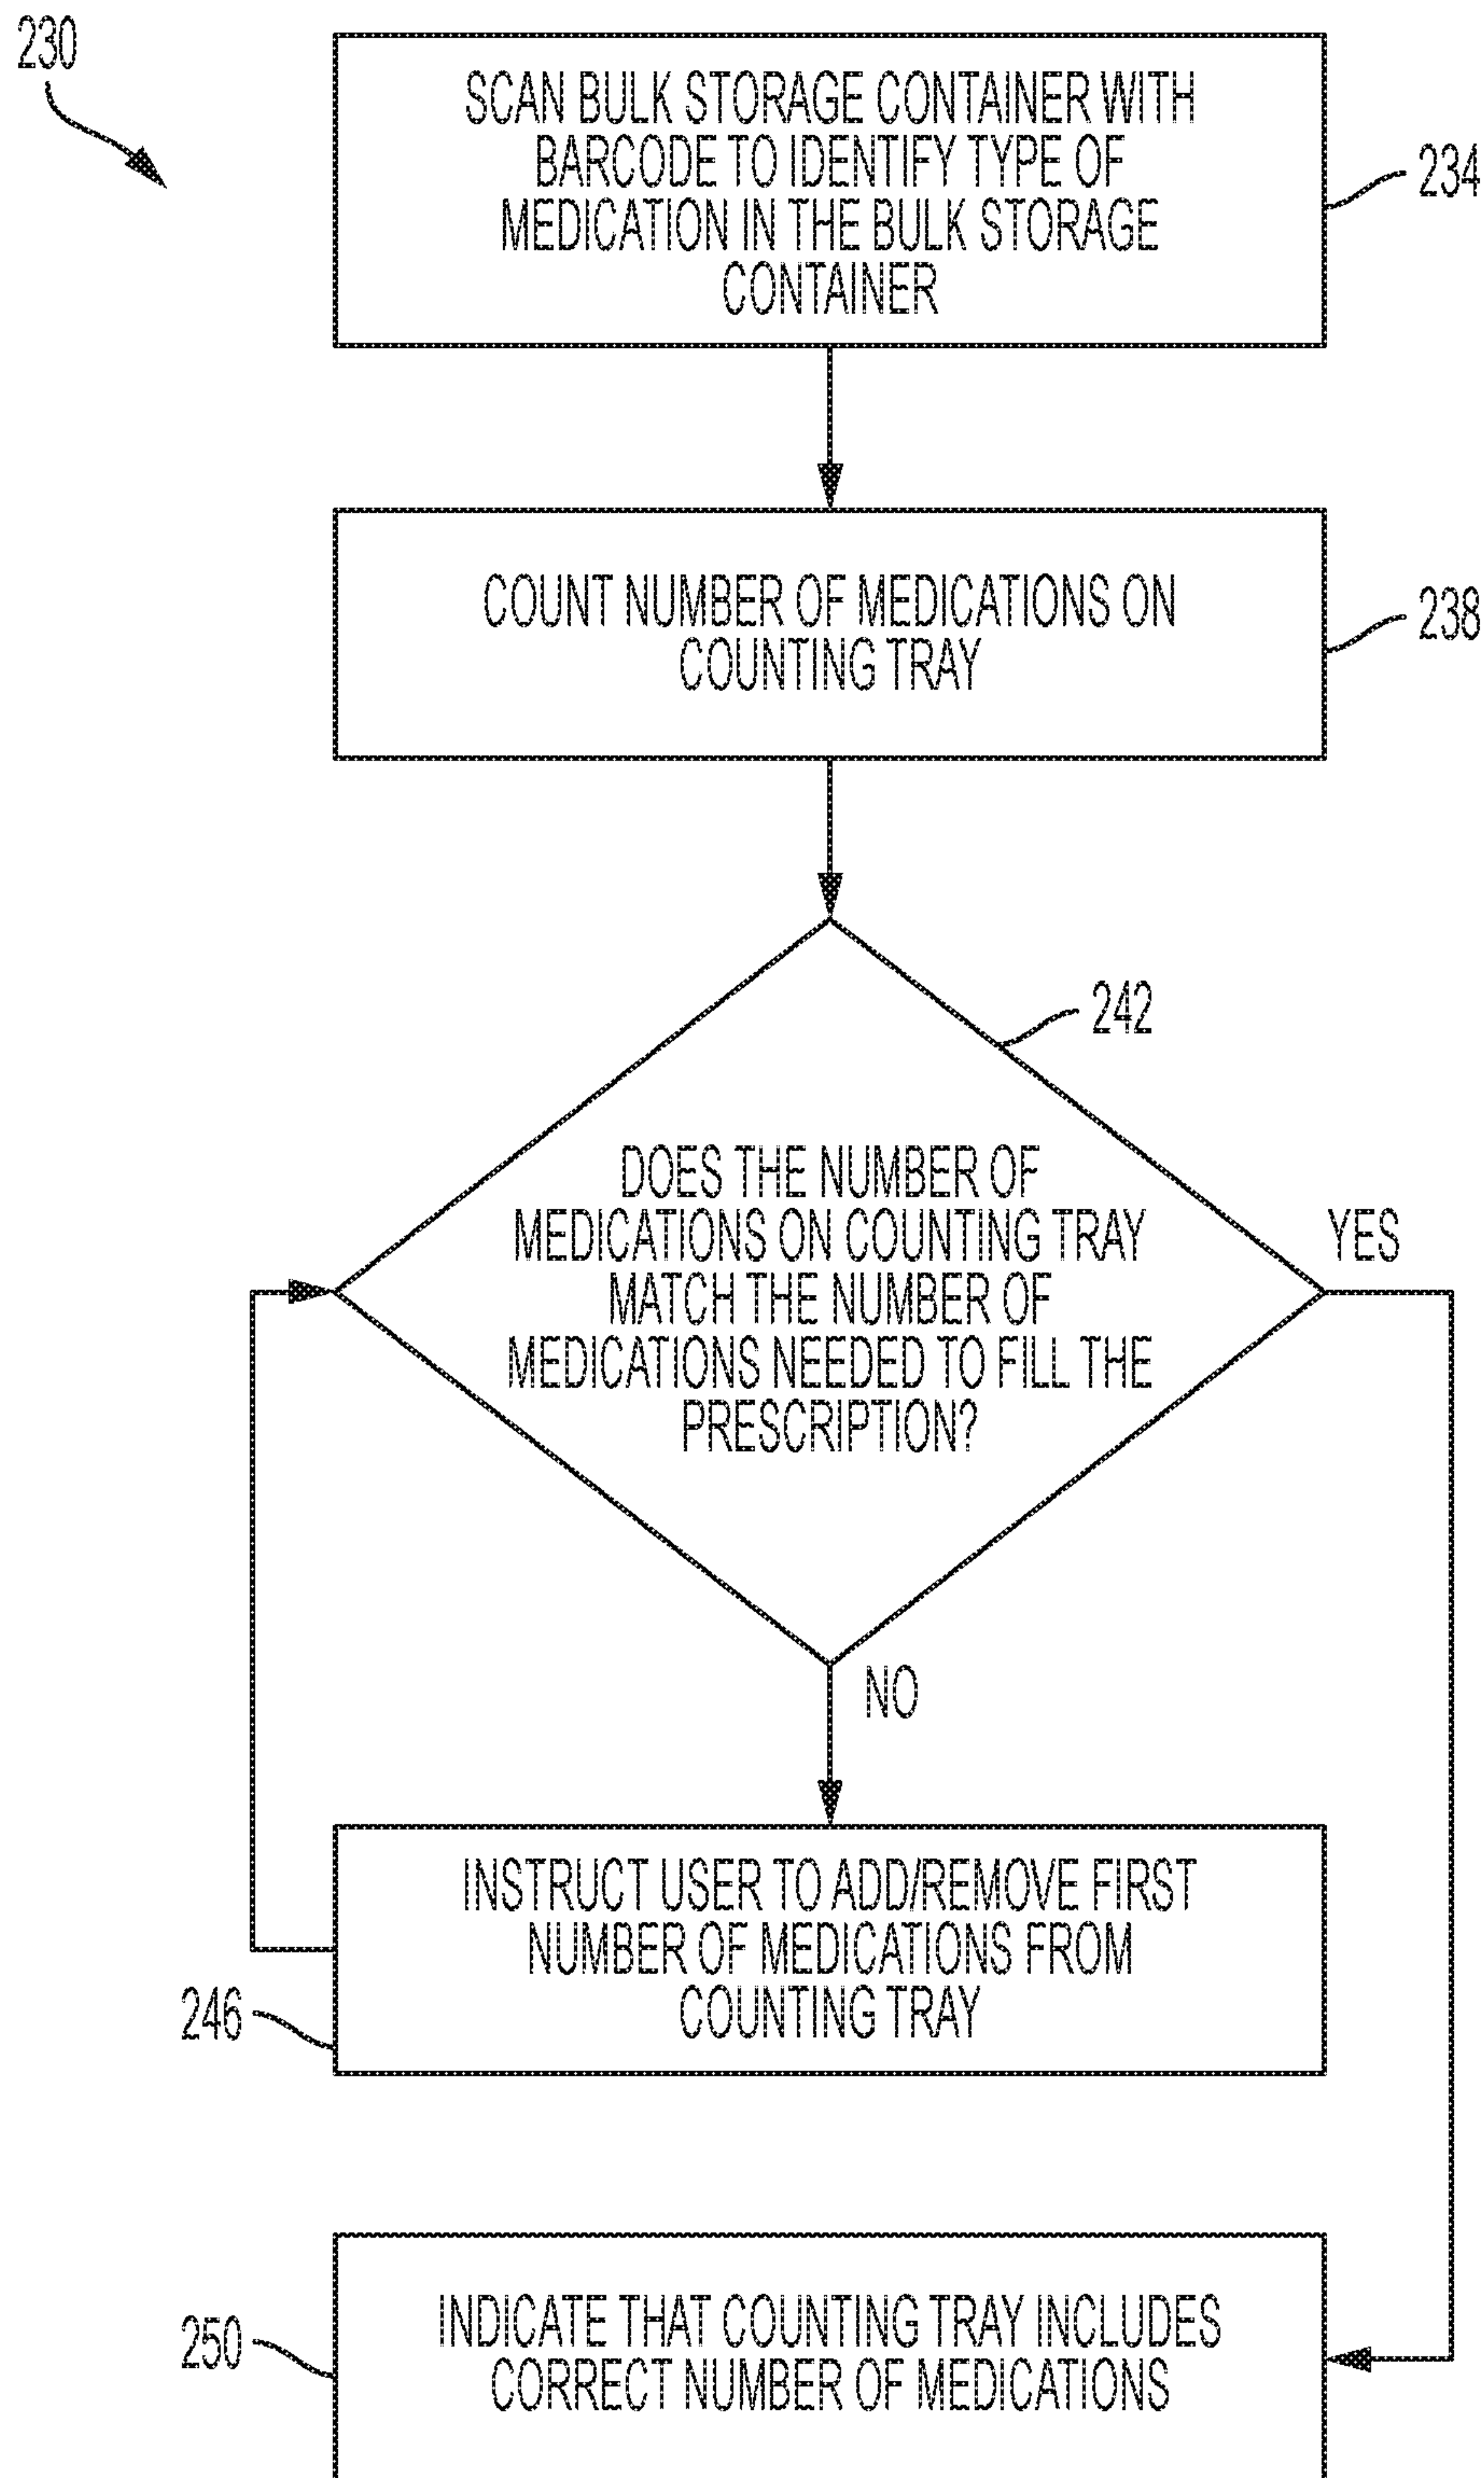 230
SCAN BULK STORAGE CONTAINER WITH
BARCODE TO IDENTIFY TYPE OF
MEDICATION IN THE BULK STORAGE
CONTAINER
234
COUNT NUMBER OF MEDICATIONS ON
COUNTING TRAY
238
242
DOES THE NUMBER OF
MEDICATIONS ON COUNTING TRAY
MATCH THE NUMBER OF
MEDICATIONS NEEDED TO FILL THE
PRESCRIPTION?
YES
NO
INSTRUCT USER TO ADD/REMOVE FIRST
NUMBER OF MEDICATIONS FROM
COUNTING TRAY
246
INDICATE THAT COUNTING TRAY INCLUDES
CORRECT NUMBER OF MEDICATIONS
250